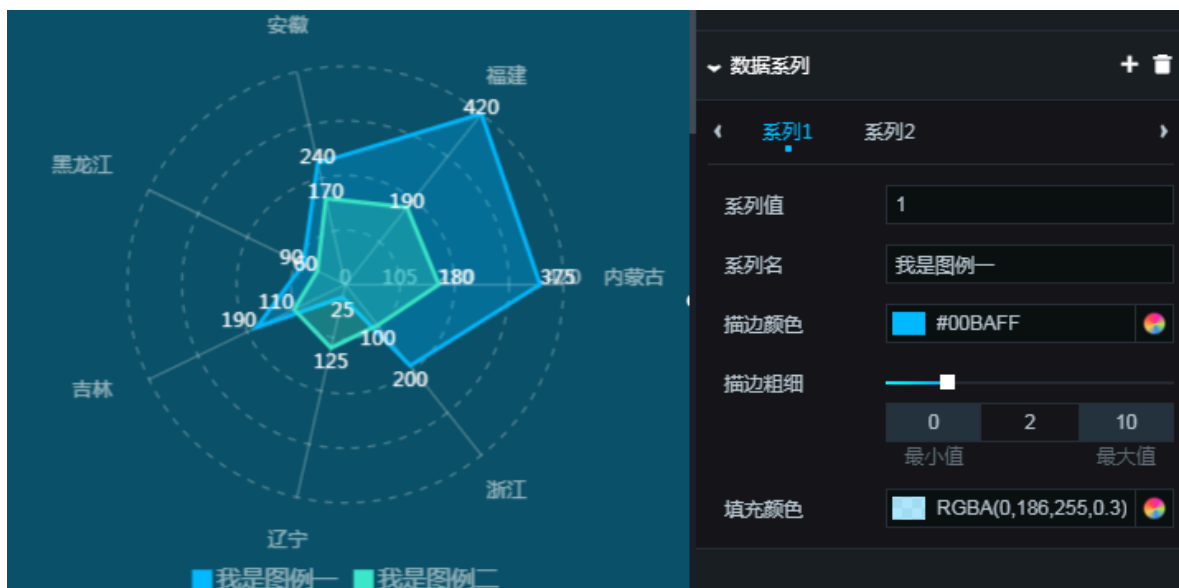 安徽
福建
420
240
黑龙江
170
190
90
60
0
105
180
375
内蒙古
110
190
25
100
125
200
吉林
浙江
辽宁
我是图例一
我是图例二
数据系列
系列1
系列2
系列值
1
系列名
我是图例一
描边颜色
#00BAFF
描边粗细
0
2
10
最小值
最大值
填充颜色
RGBA(0,186,255,0.3)